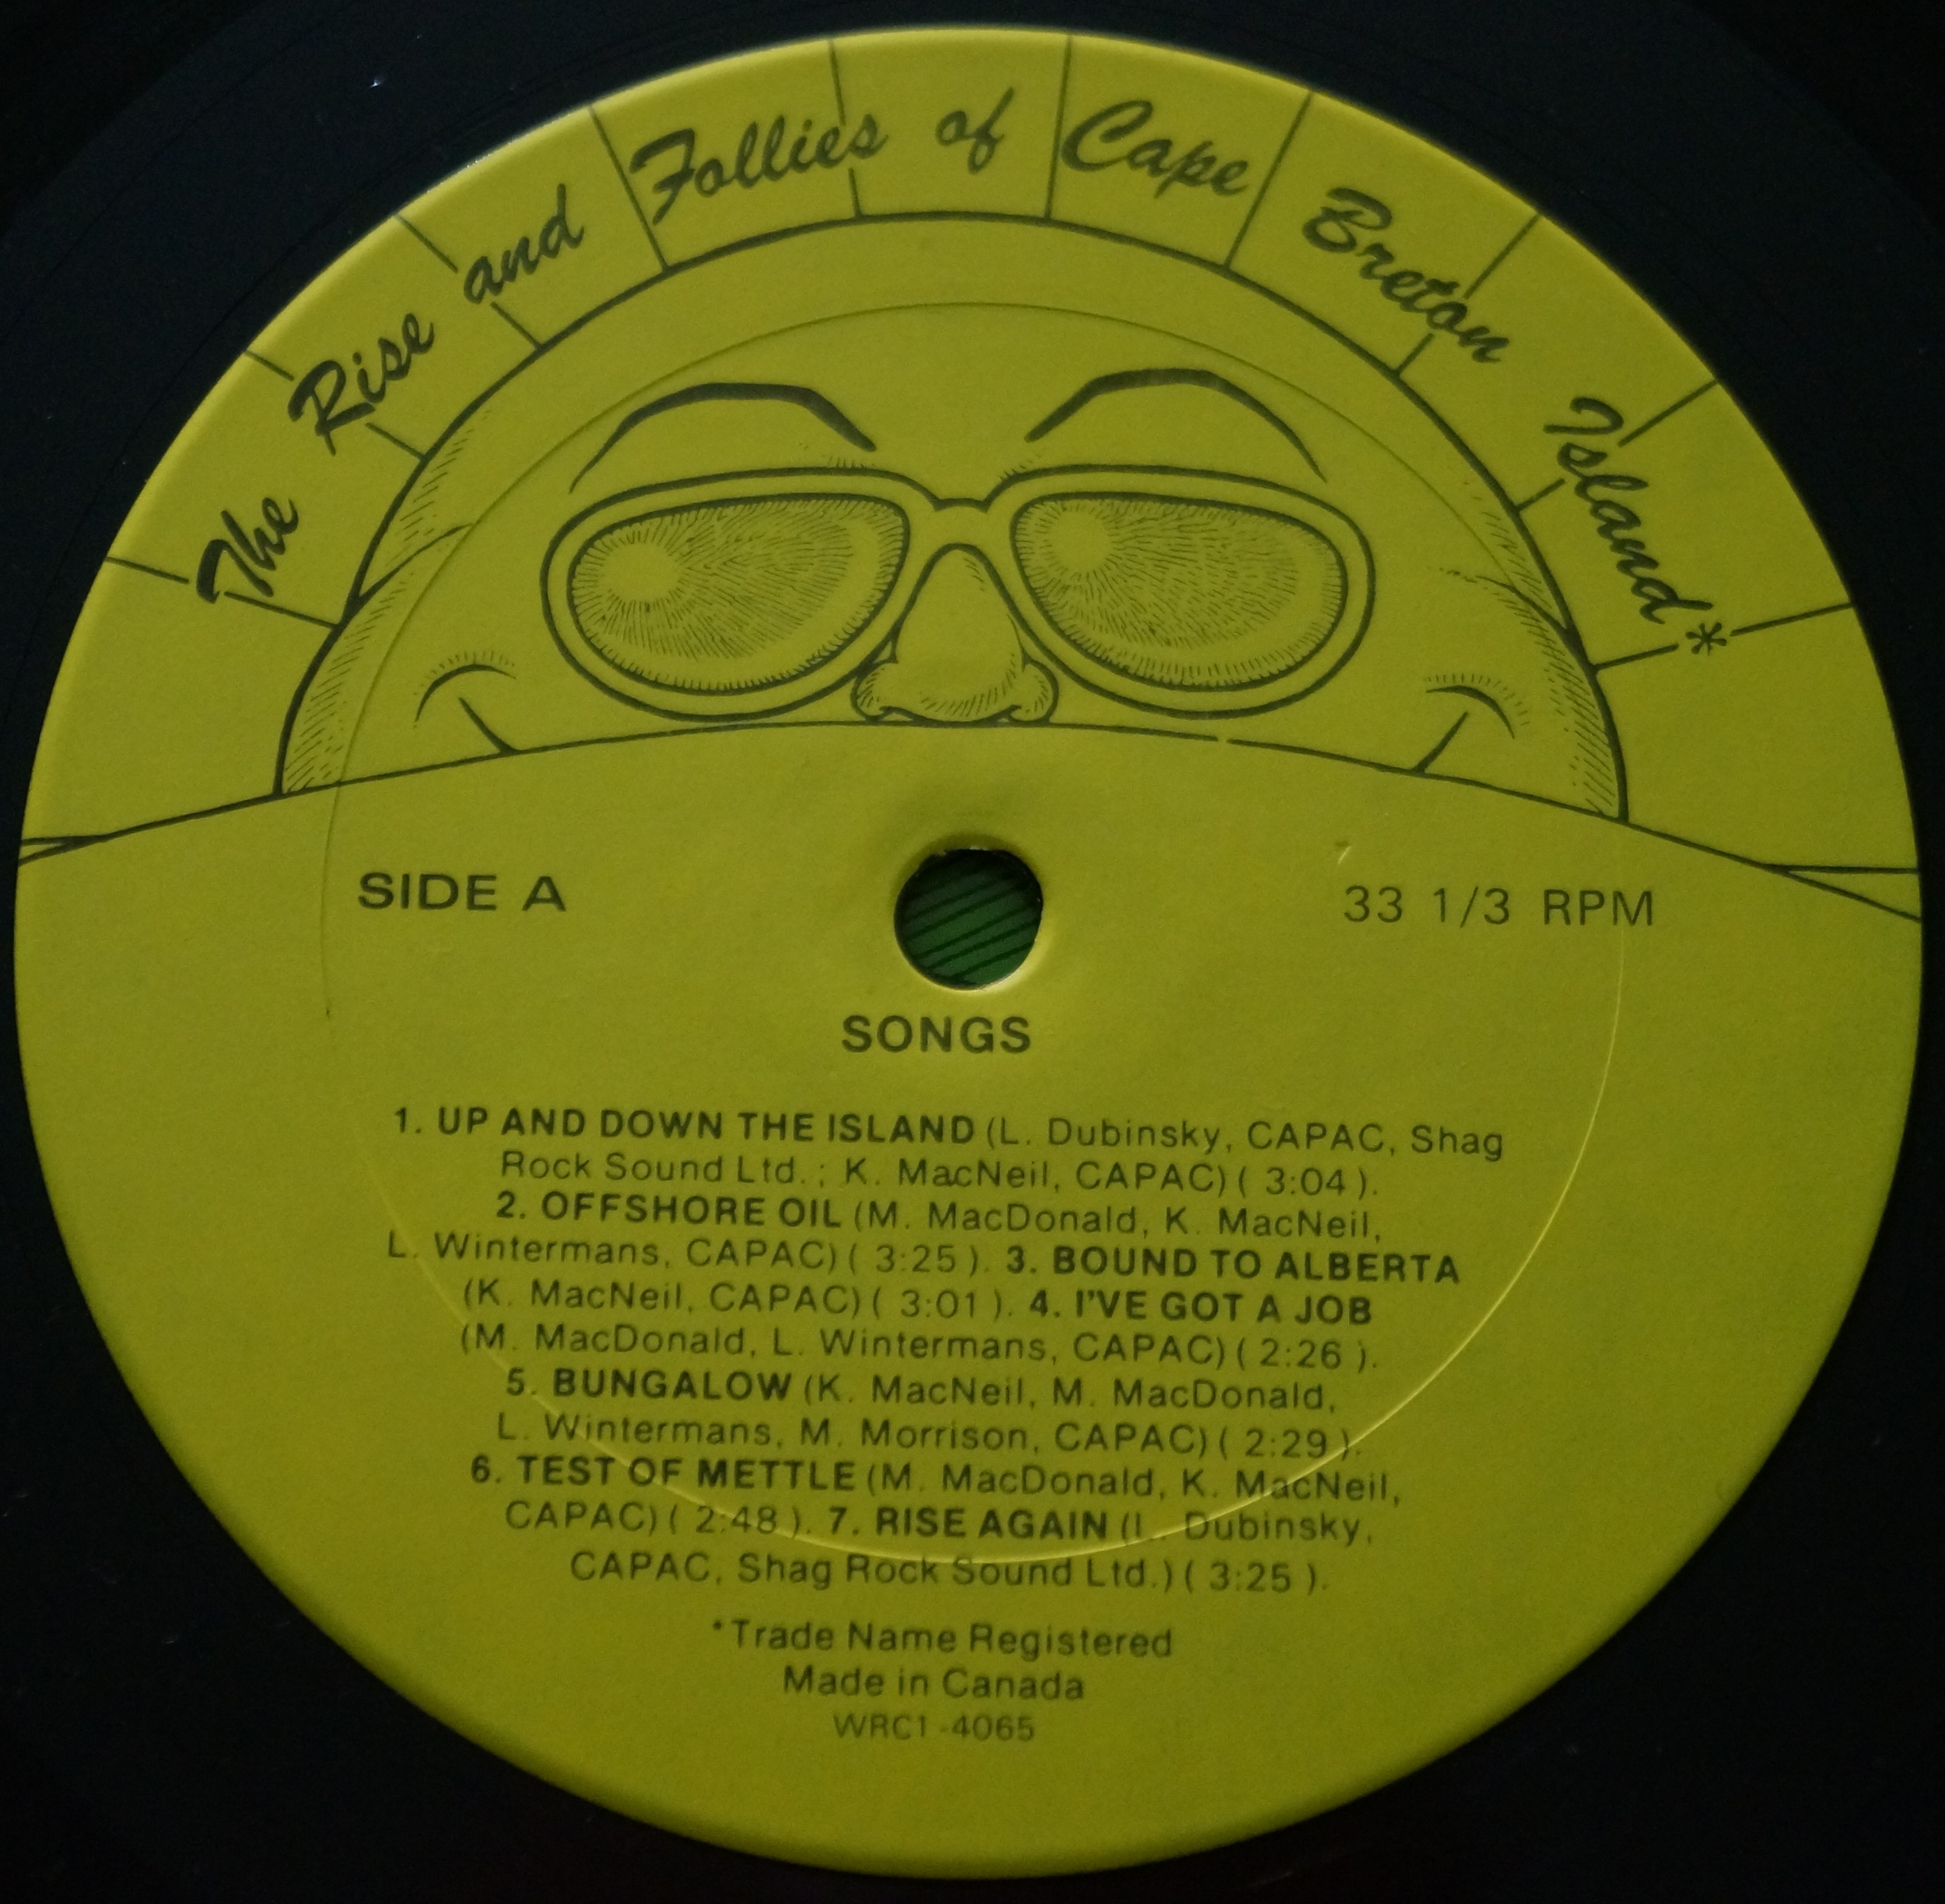 The Rise and Follies of Cape Breton Island*
SIDE A
33 1/3 RPM
SONGS
1. UP AND DOWN THE ISLAND (L. Dubinsky, CAPAC, Shag
Rock Sound Ltd.; K. MacNeil, CAPAC) ( 3:04 ).
2. OFFSHORE OIL (M. MacDonald, K. MacNeil,
L. Wintermans, CAPAC) ( 3:25 ). 3. BOUND TO ALBERTA
(K. MacNeil, CAPAC) ( 3:01 ). 4. I'VE GOT A JOB
(M. MacDonald, L. Wintermans, CAPAC) ( 2:26 ).
5. BUNGALOW (K. MacNeil, M. MacDonald,
L. Wintermans, M. Morrison, CAPAC) ( 2:29 ).
6. TEST OF METTLE (M. MacDonald, K. MacNeil,
CAPAC) ( 2:48 ). 7. RISE AGAIN (L. Dubinsky,
CAPAC, Shag Rock Sound Ltd.) ( 3:25 ).
*Trade Name Registered
Made in Canada
WRC1-4065